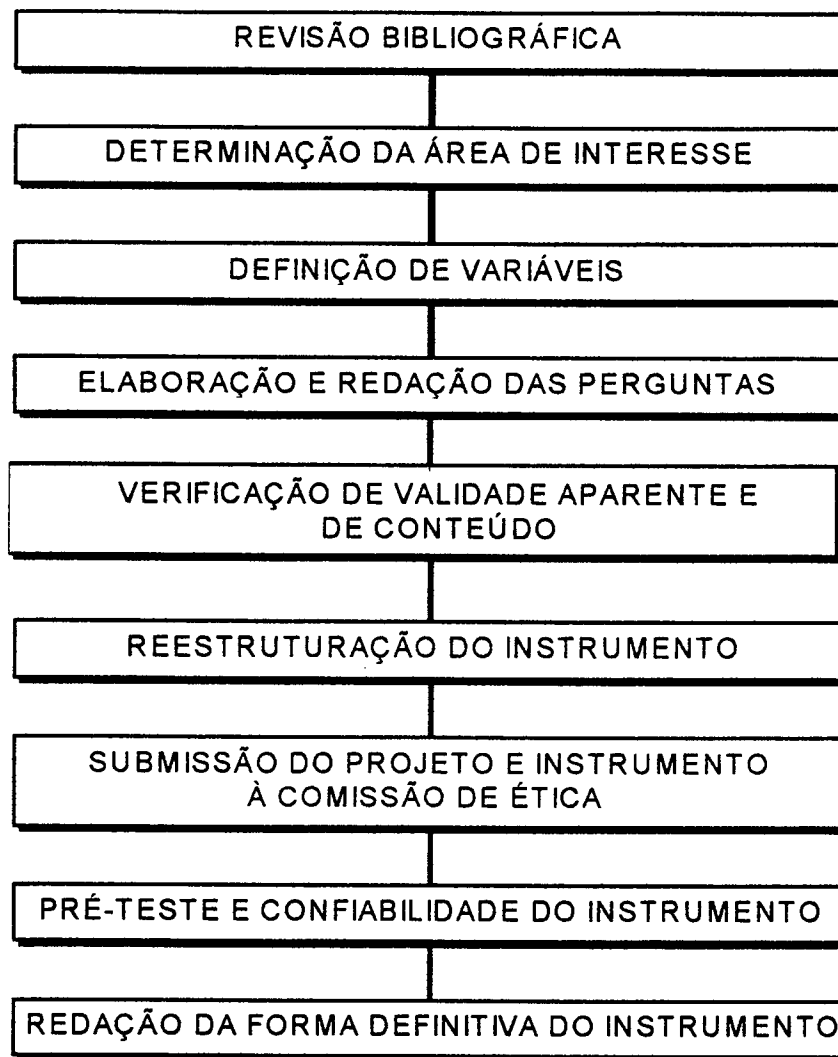 REVISÃO BIBLIOGRÁFICA
DETERMINAÇÃO DA ÁREA DE INTERESSE
DEFINIÇÃO DE VARIÁVEIS
ELABORAÇÃO E REDAÇÃO DAS PERGUNTAS
VERIFICAÇÃO DE VALIDADE APARENTE E
DE CONTEÚDO
REESTRUTURAÇÃO DO INSTRUMENTO
SUBMISSÃO DO PROJETO E INSTRUMENTO
À COMISSÃO DE ÉTICA
PRÉ-TESTE E CONFIABILIDADE DO INSTRUMENTO
REDAÇÃO DA FORMA DEFINITIVA DO INSTRUMENTO